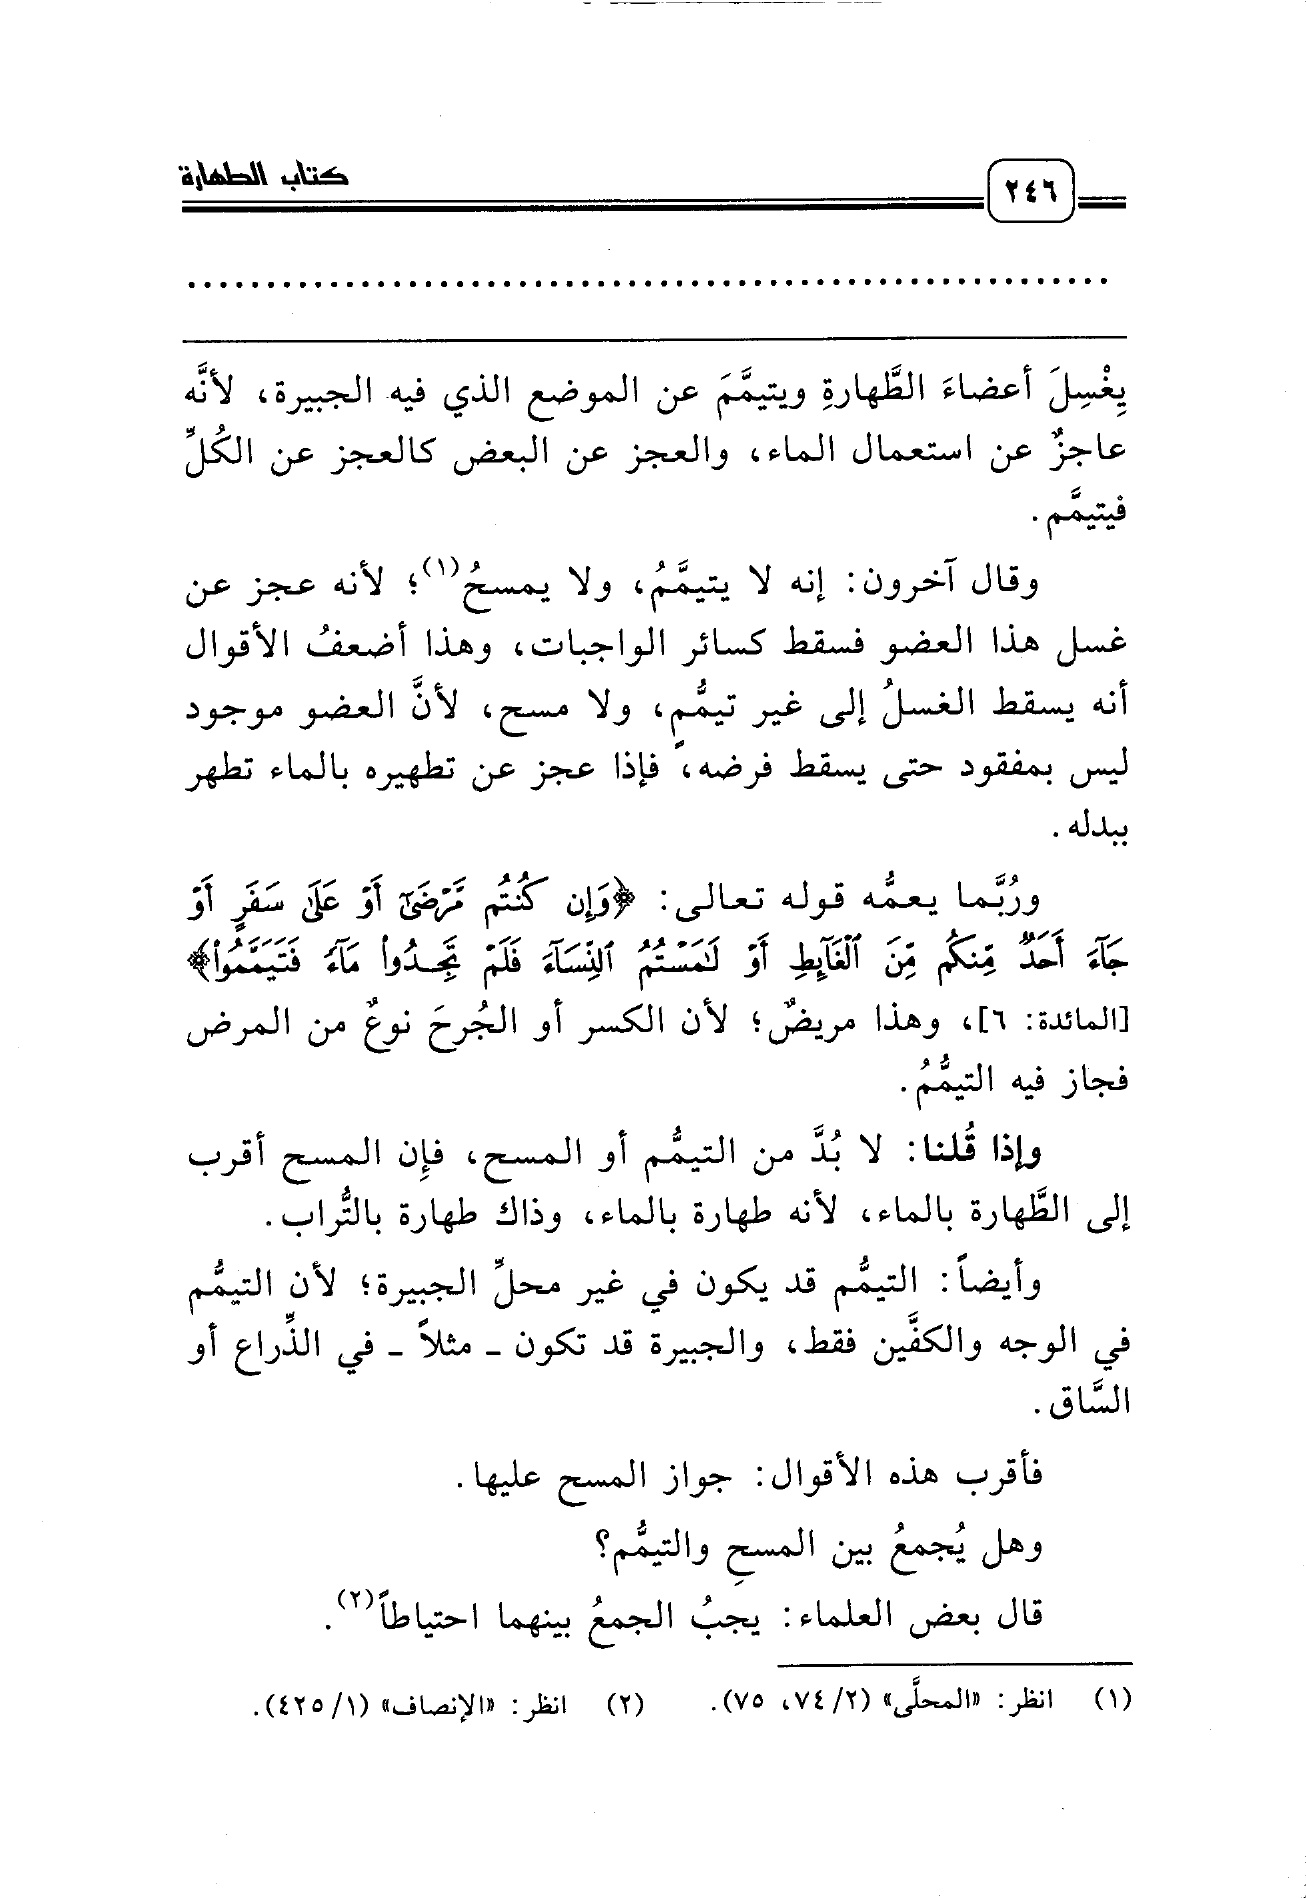 كتاب الطهارة
٢٤٦
يِغْسِلَ أعضاءَ الطَّهارةِ ويتيمَّمَ عن الموضع الذي فيه الجبيرة، لأنَّه
عاجزٌ عن استعمال الماء، والعجز عن البعض كالعجز عن الكُلِّ
فيتيمَّم.
وقال آخرون: إنه لا يتيمَّمُ، ولا يمسحُ(١)؛ لأنه عجز عن
غسل هذا العضو فسقط كسائر الواجبات، وهذا أضعفُ الأقوال
أنه يسقط الغسلُ إلى غير تيمُّم، ولا مسح، لأنَّ العضو موجود
ليس بمفقود حتى يسقط فرضه، فإذا عجز عن تطهيره بالماء تطهر
ببدله.
ورُبَّما يعمُّه قوله تعالى: ﴿وَإِن كُنتُم مَّرْضَىٰٓ أَوْ عَلَىٰ سَفَرٍ أَوْ
جَآءَ أَحَدٌ مِّنكُم مِّنَ ٱلْغَآئِطِ أَوْ لَـٰمَسْتُمُ ٱلنِّسَآءَ فَلَمْ تَجِدُوا۟ مَآءً فَتَيَمَّمُوا۟﴾
[المائدة: ٦]، وهذا مريضٌ؛ لأن الكسر أو الجُرحَ نوعٌ من المرض
فجاز فيه التيمُّمُ.
وإذا قُلنا: لا بُدَّ من التيمُّم أو المسح، فإِن المسح أقرب
إلى الطَّهارة بالماء، لأنه طهارة بالماء، وذاك طهارة بالتُّراب.
وأيضاً: التيمُّم قد يكون في غير محلِّ الجبيرة؛ لأن التيمُّم
في الوجه والكفَّين فقط، والجبيرة قد تكون ـ مثلاً ـ في الذِّراع أو
السَّاق.
فأقرب هذه الأقوال: جواز المسح عليها.
وهل يُجمعُ بين المسحِ والتيمُّم؟
قال بعض العلماء: يجبُ الجمعُ بينهما احتياطاً(٢).
(١) انظر: «المحلَّى» (٢/ ٧٤، ٧٥). (٢) انظر: «الإنصاف» (١/ ٤٢٥).